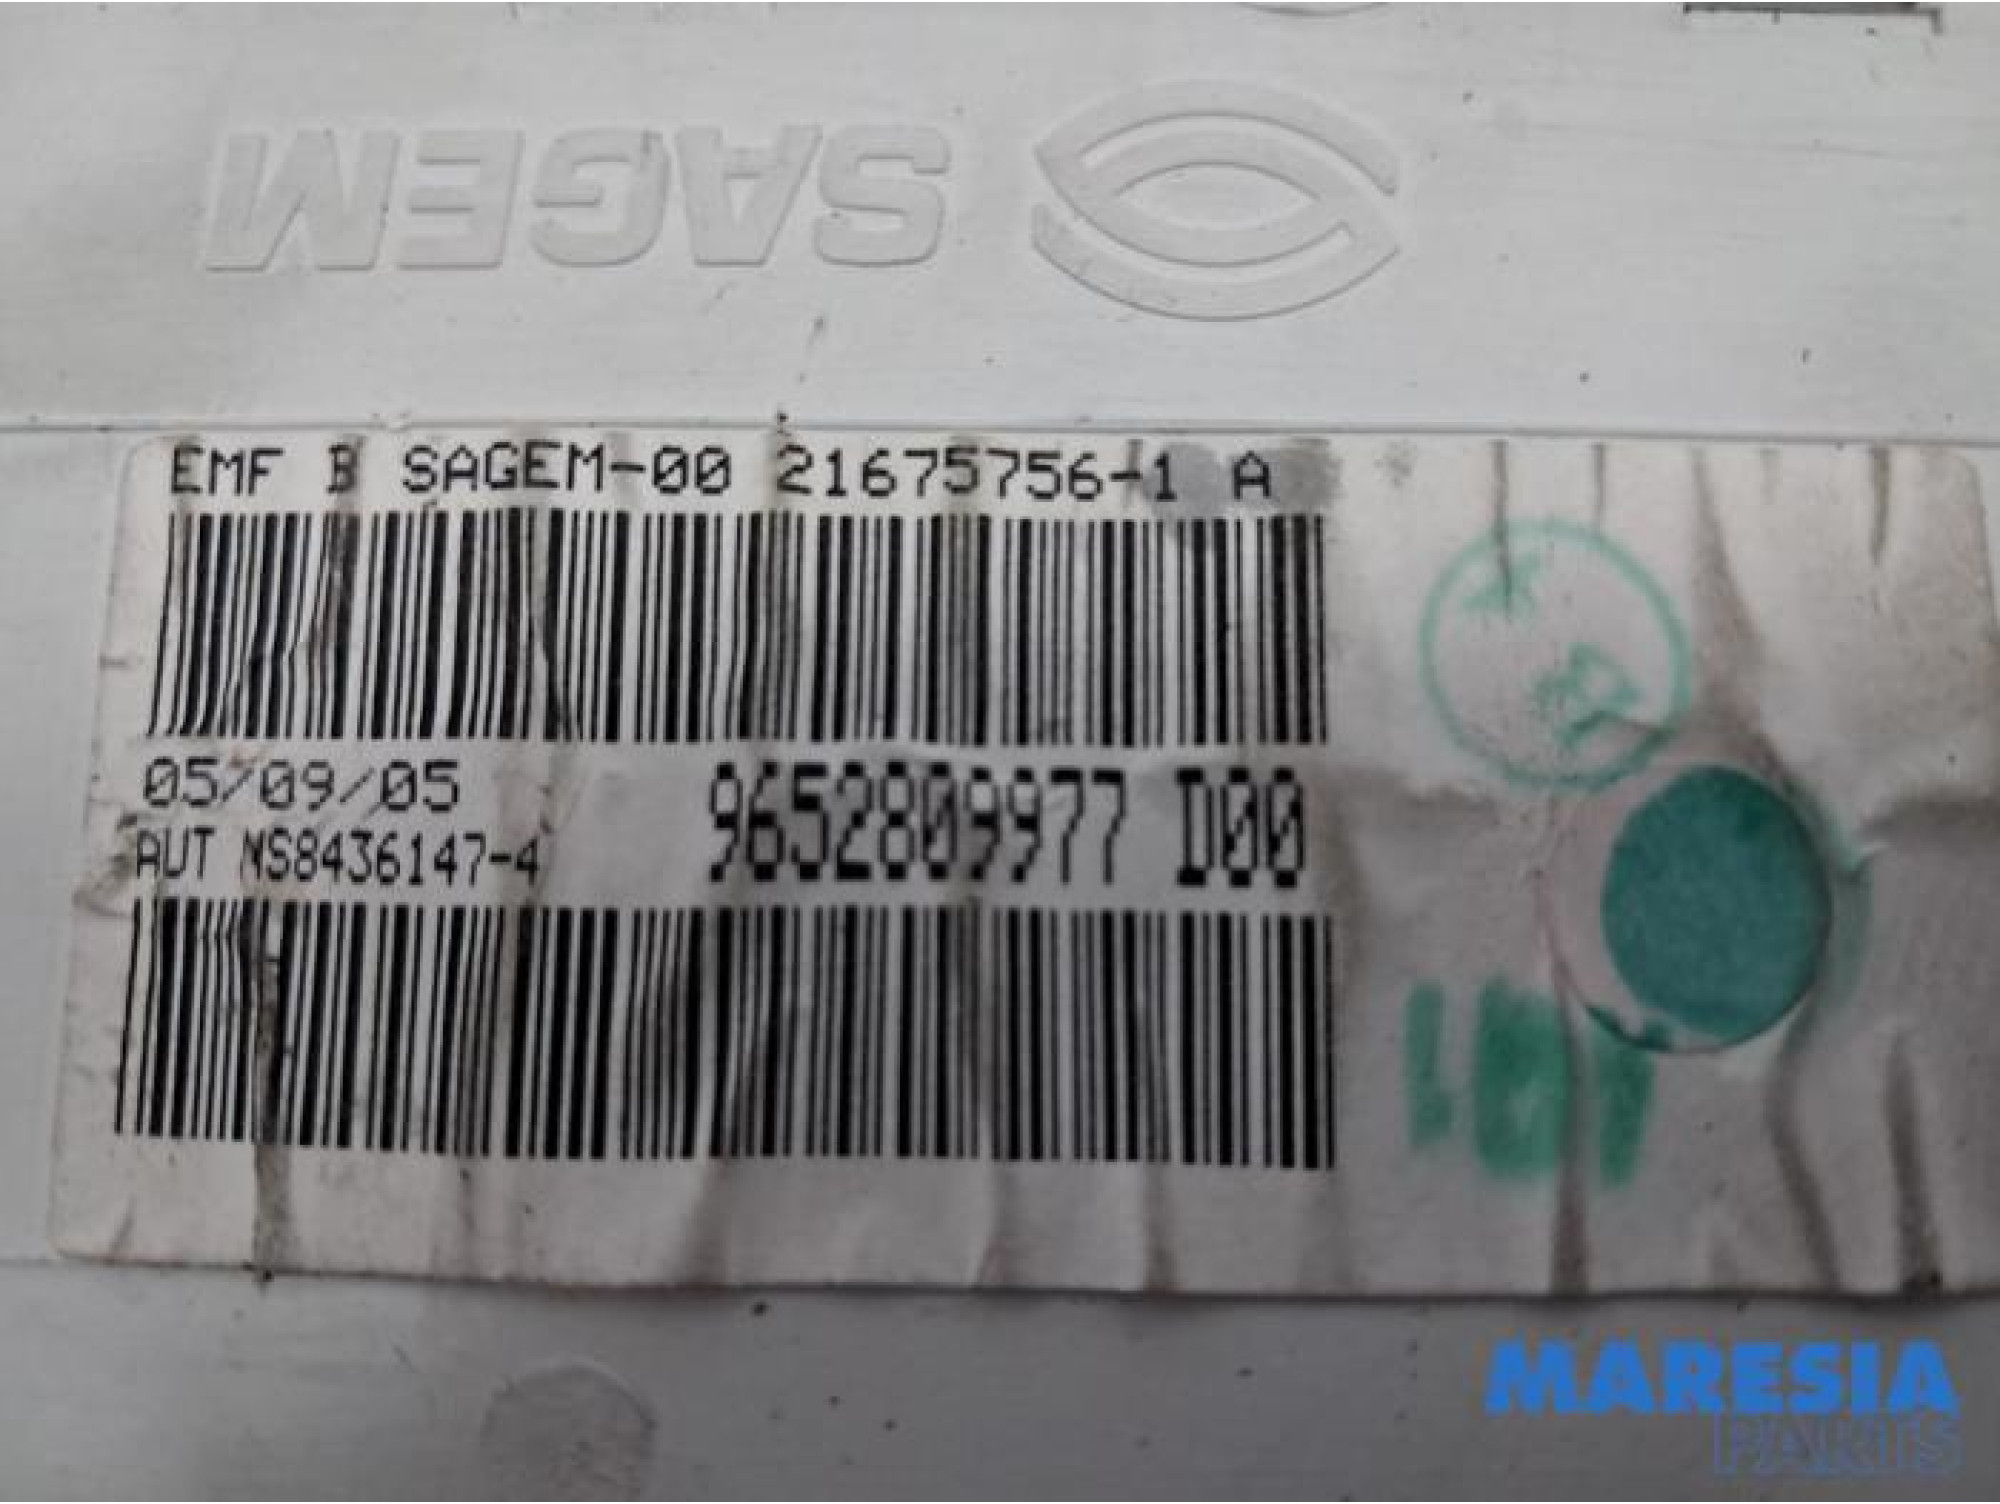 SAGEM
EMF B SAGEM-00 21675756-1 A
05/09/05
9652809977 D00
AUT NS8436147-4
MARESIA
PARTS